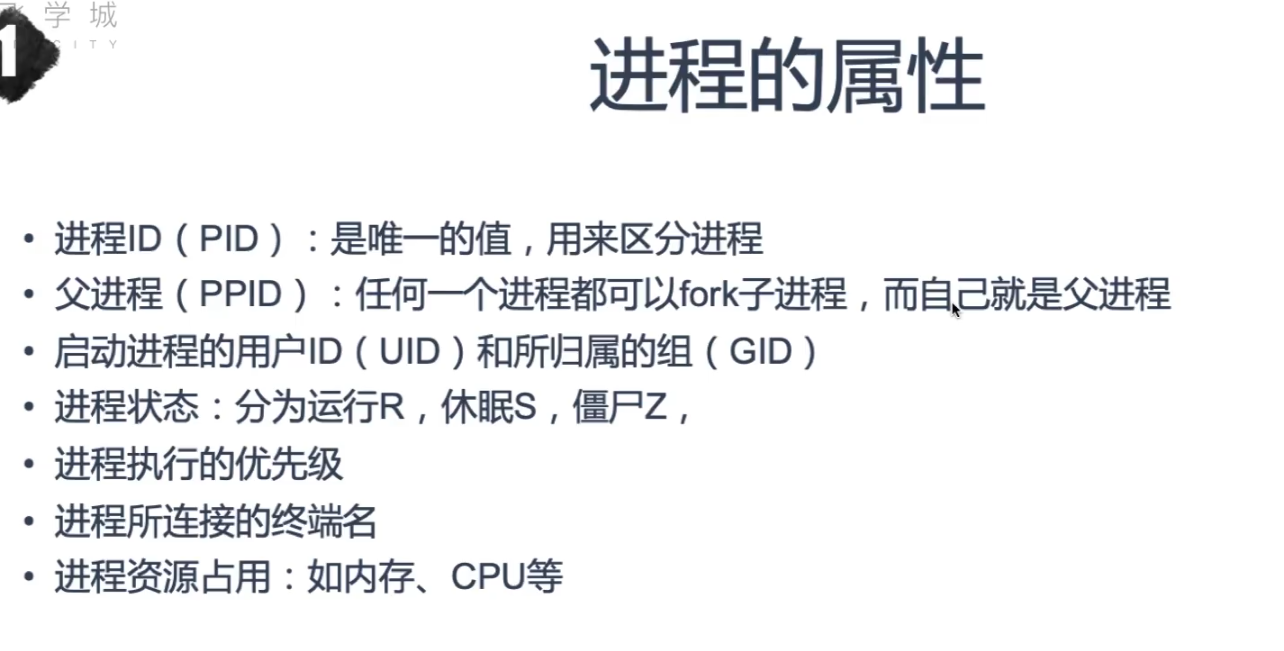 学城
CITY
1
进程的属性
• 进程ID（PID）：是唯一的值，用来区分进程
• 父进程（PPID）：任何一个进程都可以fork子进程，而自己就是父进程
• 启动进程的用户ID（UID）和所归属的组（GID）
• 进程状态：分为运行R，休眠S，僵尸Z，
• 进程执行的优先级
• 进程所连接的终端名
• 进程资源占用：如内存、CPU等